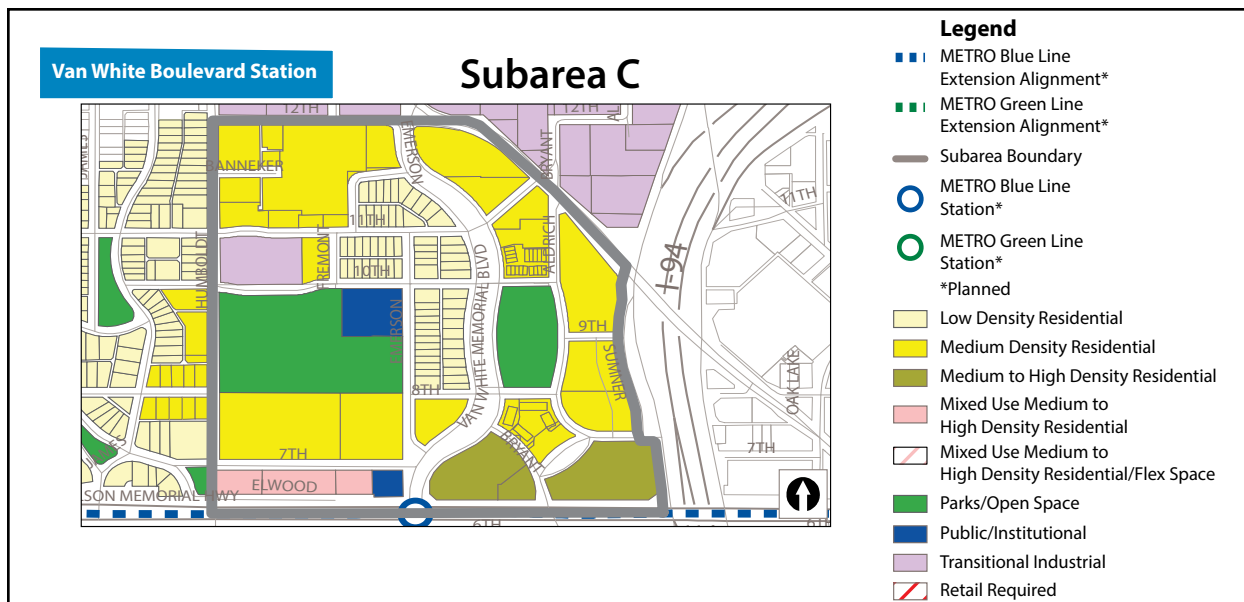 Van White Boulevard Station
Subarea C
Legend
METRO Blue Line
Extension Alignment*
METRO Green Line
Extension Alignment*
Subarea Boundary
METRO Blue Line
Station*
METRO Green Line
Station*
*Planned
Low Density Residential
Medium Density Residential
Medium to High Density Residential
Mixed Use Medium to
High Density Residential
Mixed Use Medium to
High Density Residential/Flex Space
Parks/Open Space
Public/Institutional
Transitional Industrial
Retail Required
12TH
12TH
AL
EMERSON
BRYANT
BANNEKER
11TH
11TH
HUMBOLDT
FREMONT
10TH
ALDRICH
I-94
VAN WHITE MEMORIAL BLVD
EMERSON
9TH
SUMNER
OAK LAKE
8TH
7TH
BRYANT
7TH
ELWOOD
SON MEMORIAL HWY
6TH
6TH